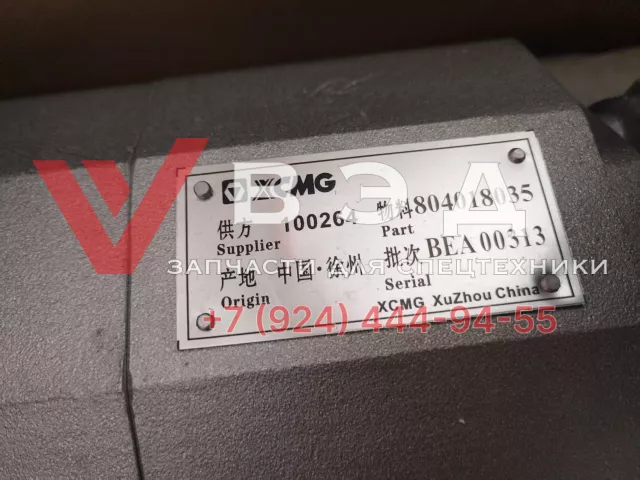 XCMG
供方 100264 物料 804018035
Supplier Part
产地 中国·徐州 批次 BEA00313
Origin Serial
XCMG XuZhou China
ВЭД
ЗАПЧАСТИ ДЛЯ СПЕЦТЕХНИКИ
+7 (924) 444-94-55